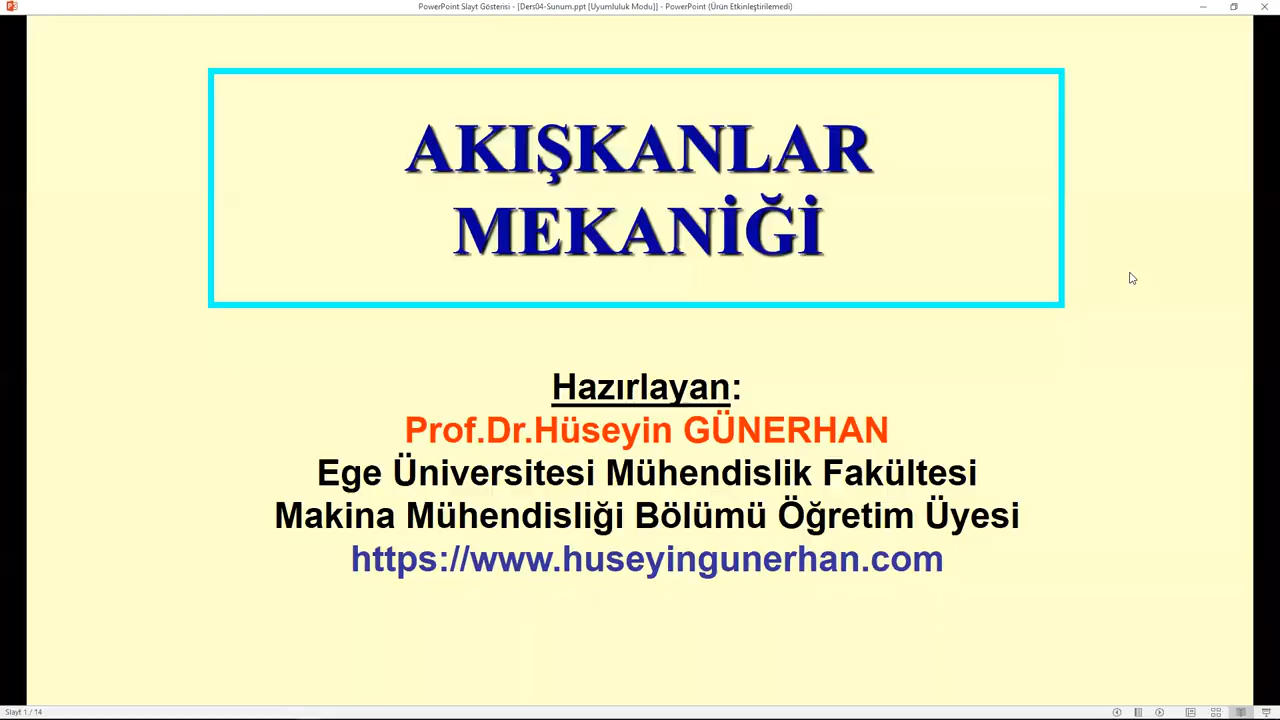 PowerPoint Slayt Gösterisi - [Ders04-Sunum.ppt [Uyumluluk Modu]] - PowerPoint (Ürün Etkinleştirilemedi)
AKIŞKANLAR
MEKANİĞİ
Hazırlayan:
Prof.Dr.Hüseyin GÜNERHAN
Ege Üniversitesi Mühendislik Fakültesi
Makina Mühendisliği Bölümü Öğretim Üyesi
https://www.huseyingunerhan.com
Slayt 1 / 14